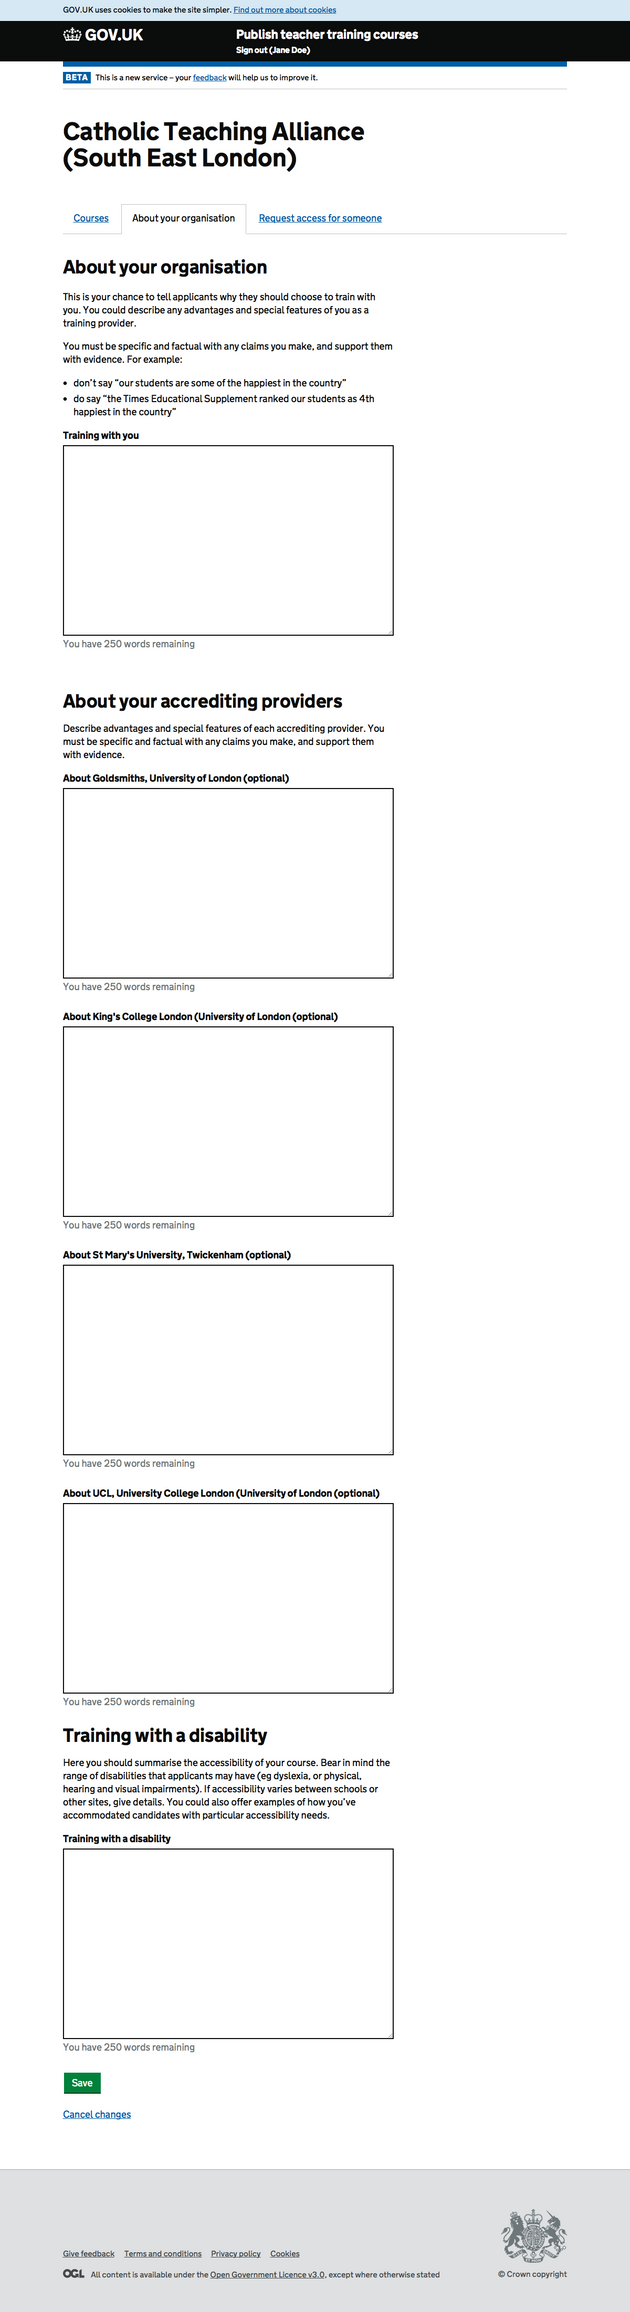 GOV.UK uses cookies to make the site simpler. Find out more about cookies
GOV.UK
Publish teacher training courses
Sign out (Jane Doe)
BETA This is a new service – your feedback will help us to improve it.
Catholic Teaching Alliance
(South East London)
Courses
About your organisation
Request access for someone
About your organisation
This is your chance to tell applicants why they should choose to train with
you. You could describe any advantages and special features of you as a
training provider.
You must be specific and factual with any claims you make, and support them
with evidence. For example:
• don’t say “our students are some of the happiest in the country”
• do say “the Times Educational Supplement ranked our students as 4th
happiest in the country”
Training with you
You have 250 words remaining
About your accrediting providers
Describe advantages and special features of each accrediting provider. You
must be specific and factual with any claims you make, and support them
with evidence.
About Goldsmiths, University of London (optional)
You have 250 words remaining
About King's College London (University of London (optional)
You have 250 words remaining
About St Mary's University, Twickenham (optional)
You have 250 words remaining
About UCL, University College London (University of London (optional)
You have 250 words remaining
Training with a disability
Here you should summarise the accessibility of your course. Bear in mind the
range of disabilities that applicants may have (eg dyslexia, or physical,
hearing and visual impairments). If accessibility varies between schools or
other sites, give details. You could also offer examples of how you’ve
accommodated candidates with particular accessibility needs.
Training with a disability
You have 250 words remaining
Save
Cancel changes
Give feedback Terms and conditions Privacy policy Cookies
OGL All content is available under the Open Government Licence v3.0, except where otherwise stated
© Crown copyright